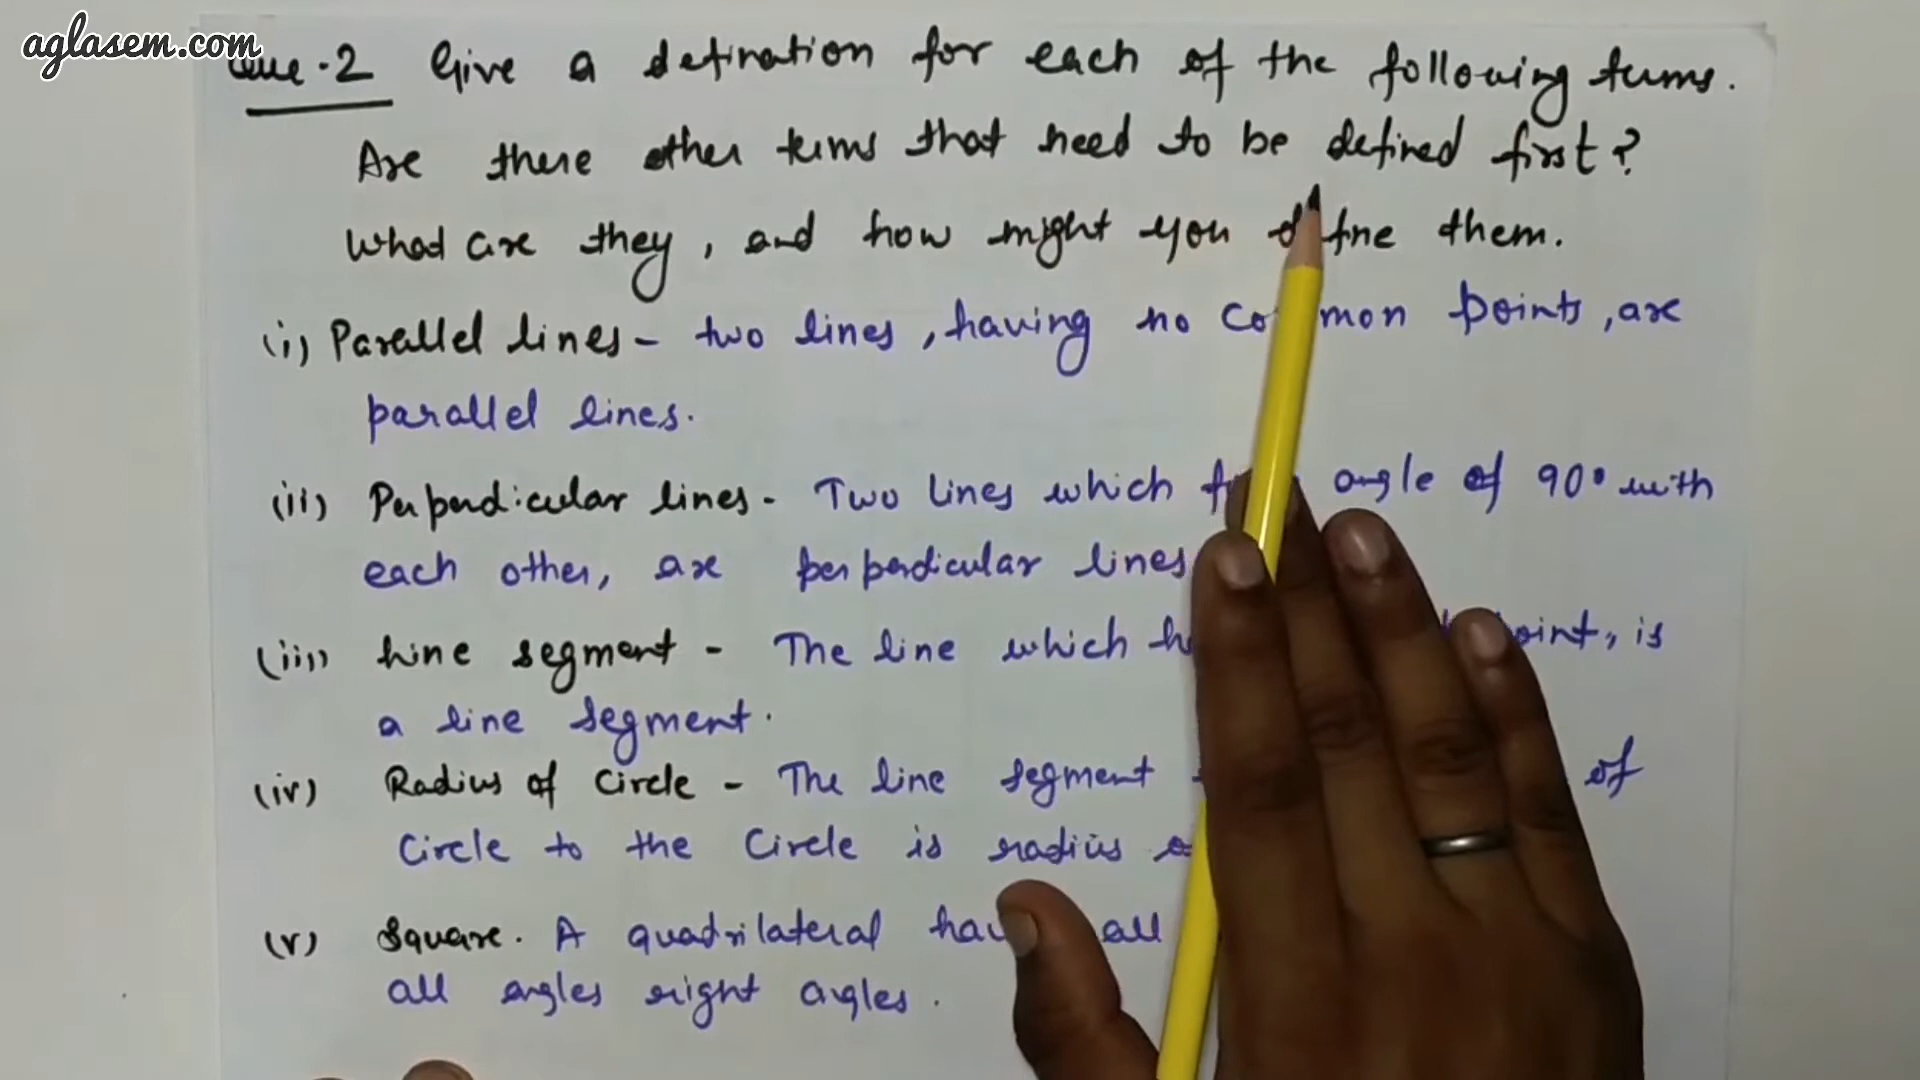 aglasem.com
Que.2 Give a defination for each of the following terms.
Are there other terms that need to be defined first?
What are they, and how might you define them.
(i) Parallel lines - two lines, having no common points, are
parallel lines.
(ii) Perpendicular lines - Two lines which angle of 90° with
each other, are perpendicular lines
(iii) Line segment - The line which point, is
a line segment.
(iv) Radius of circle - The line segment of
circle to the circle is radius
(v) Square. A quadrilateral all
all angles right angles.